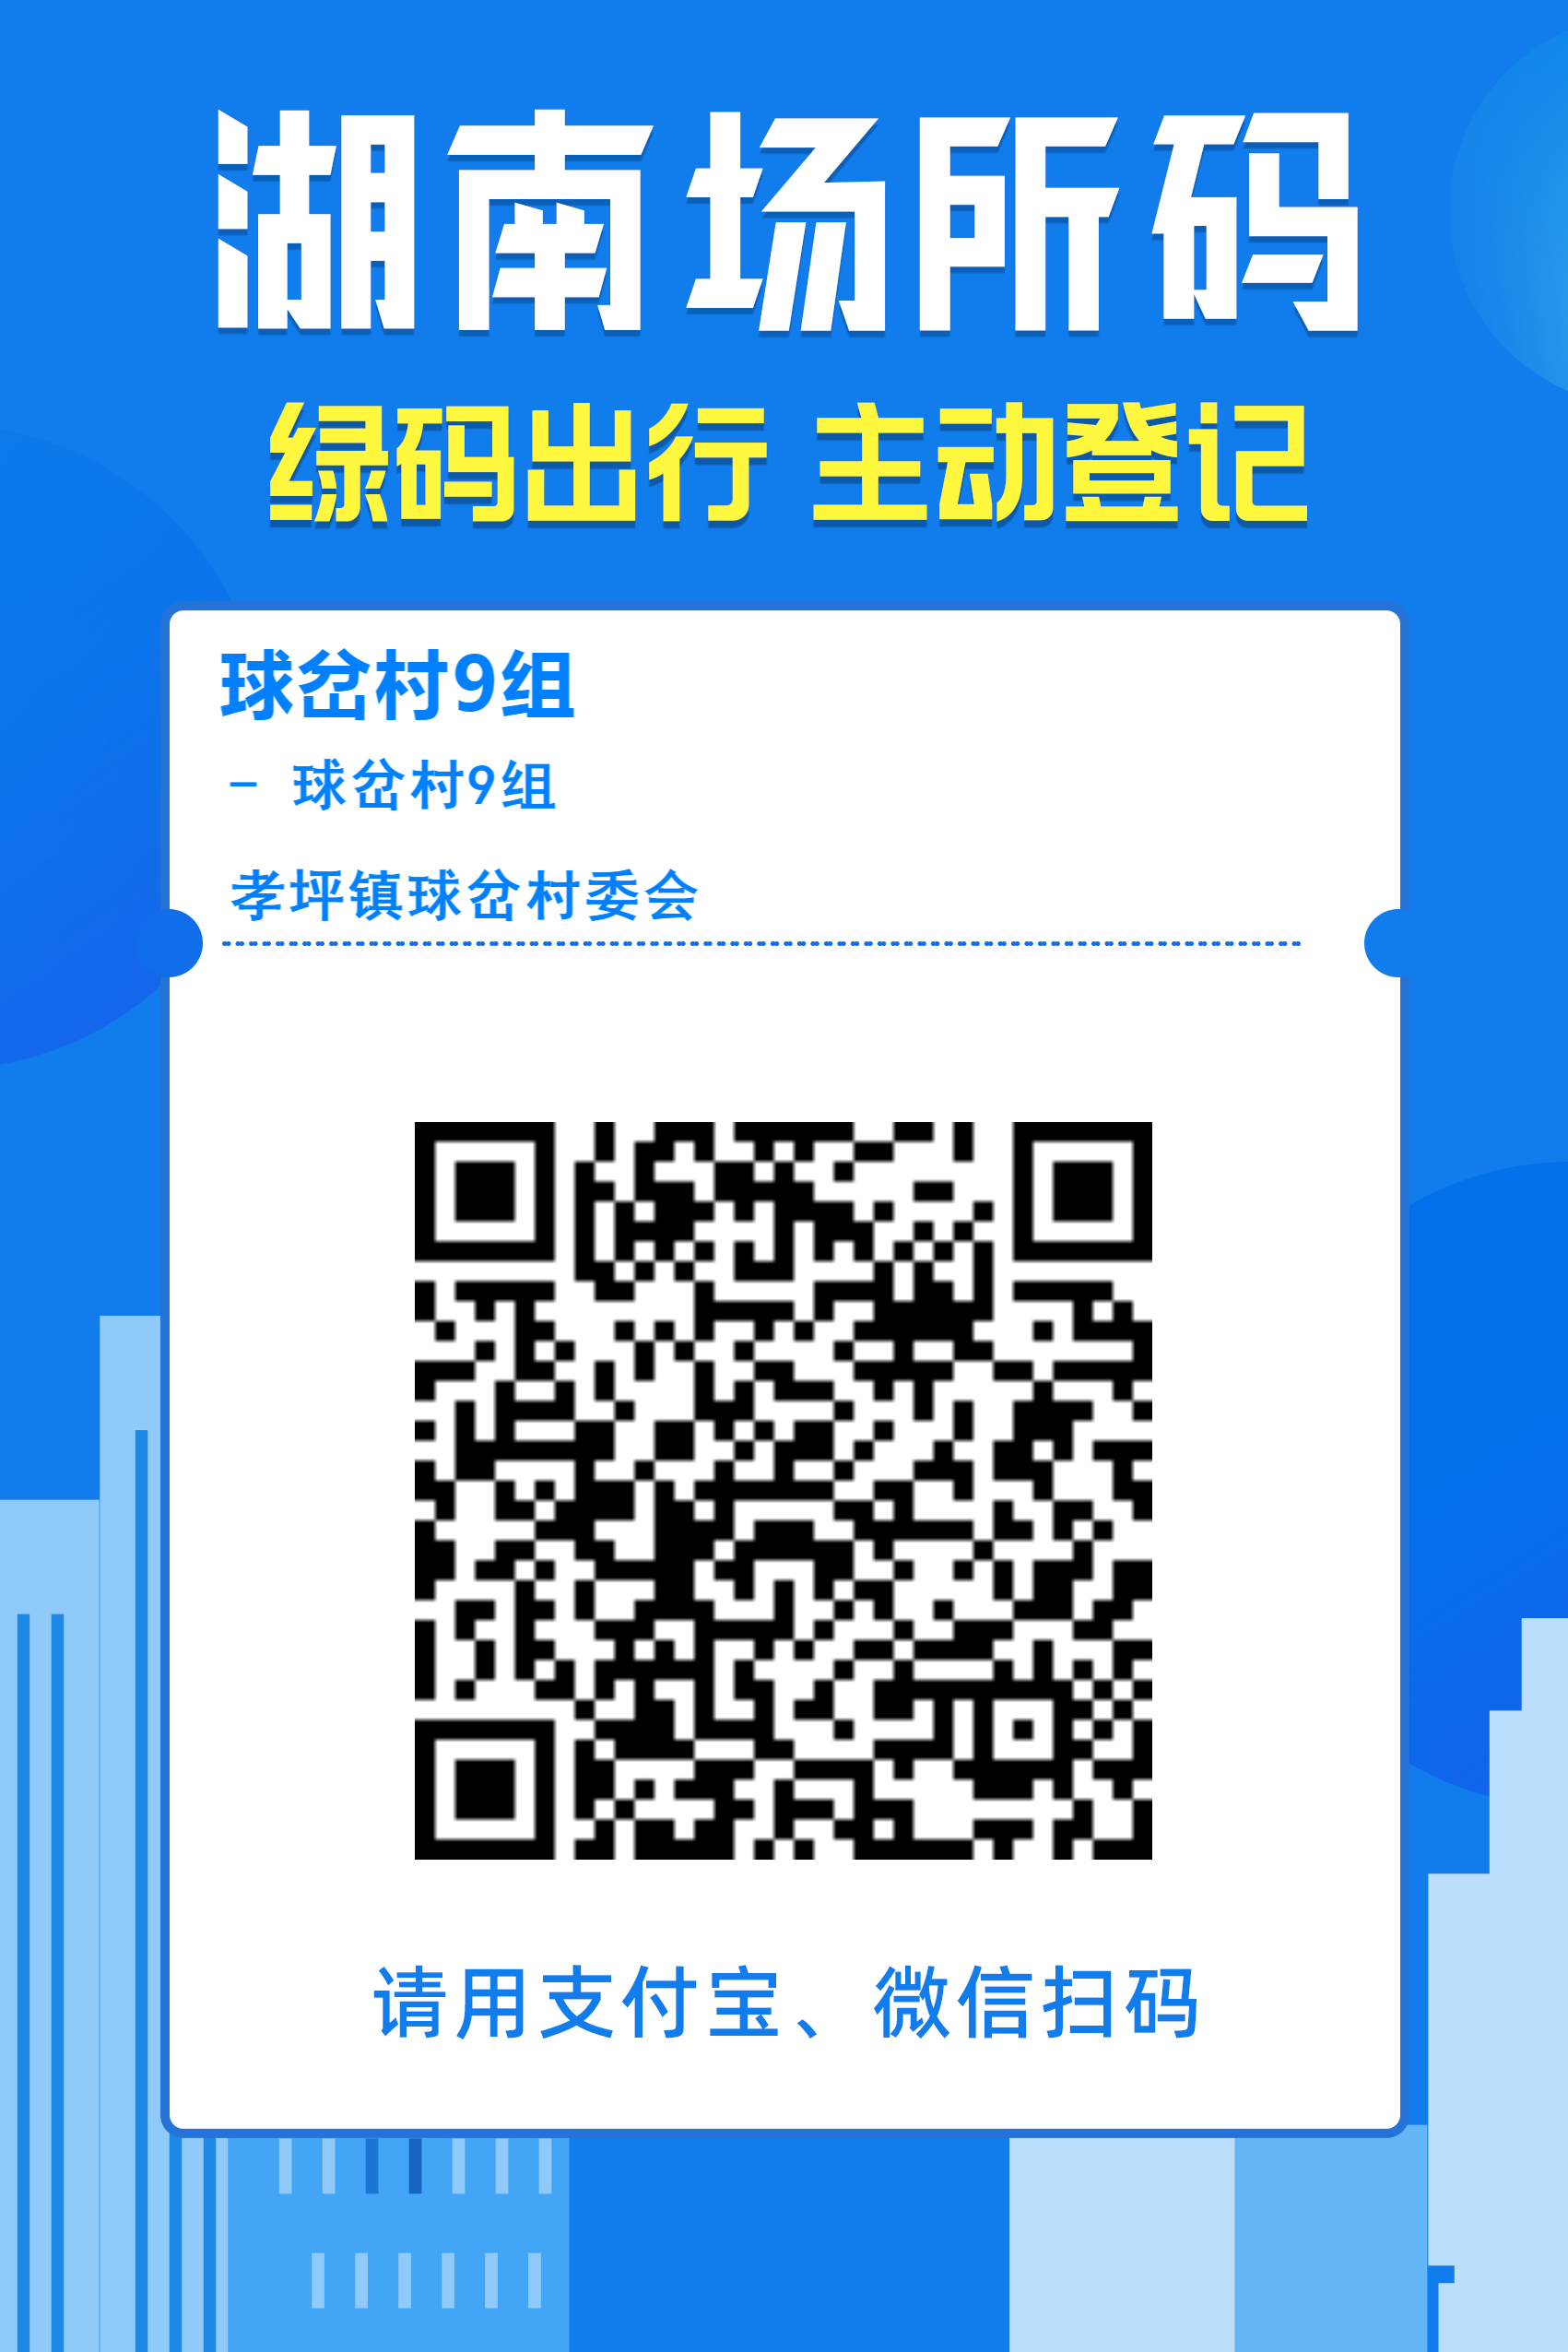 湖南场所码
绿码出行 主动登记
球岔村9组
– 球岔村9组
孝坪镇球岔村委会
请用支付宝、微信扫码